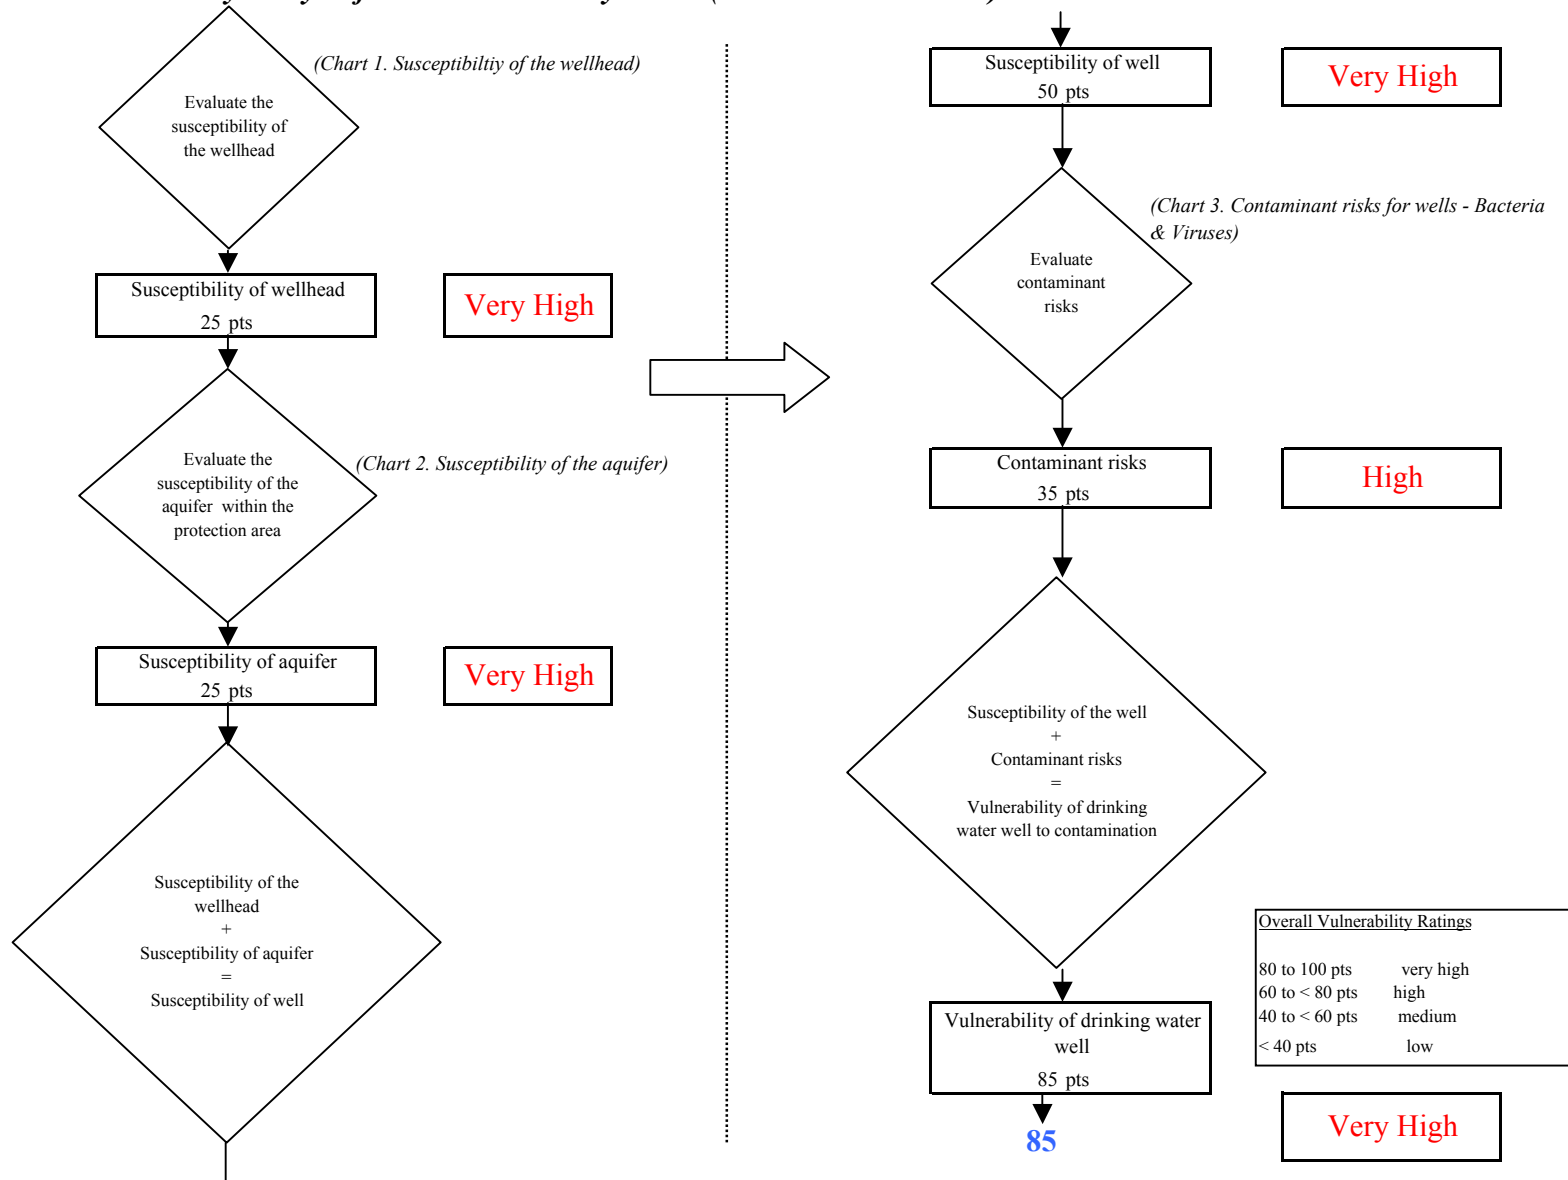 (Chart 1. Susceptibiltiy of the wellhead)
Evaluate the
susceptibility of
the wellhead
Susceptibility of wellhead
25 pts
Very High
(Chart 2. Susceptibility of the aquifer)
Evaluate the
susceptibility of the
aquifer within the
protection area
Susceptibility of aquifer
25 pts
Very High
Susceptibility of the
wellhead
+
Susceptibility of aquifer
=
Susceptibility of well
Susceptibility of well
50 pts
Very High
(Chart 3. Contaminant risks for wells - Bacteria
& Viruses)
Evaluate
contaminant
risks
Contaminant risks
35 pts
High
Susceptibility of the well
+
Contaminant risks
=
Vulnerability of drinking
water well to contamination
Vulnerability of drinking water
well
85 pts
85
Overall Vulnerability Ratings
80 to 100 pts very high
60 to < 80 pts high
40 to < 60 pts medium
< 40 pts low
Very High